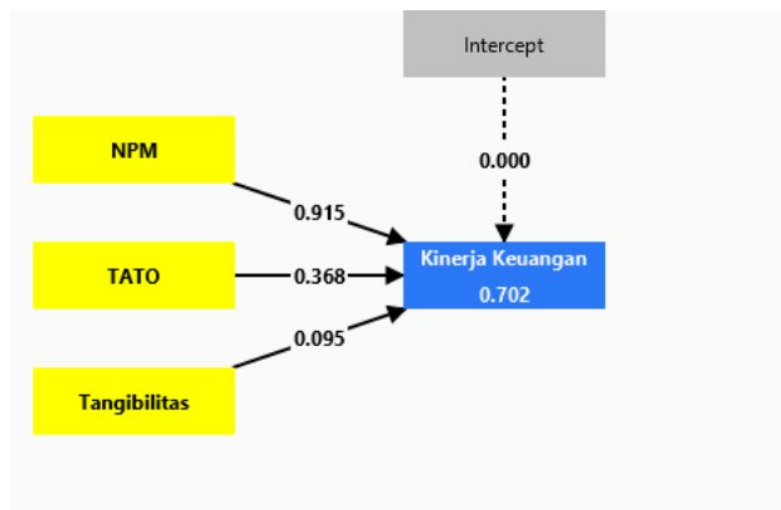 Intercept
NPM
0.000
0.915
Kinerja Keuangan
TATO
0.368
0.702
0.095
Tangibilitas